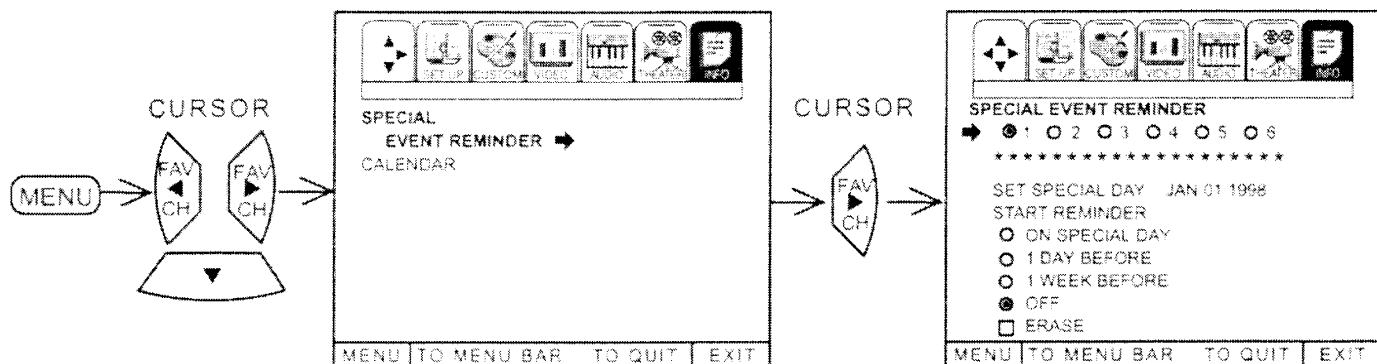 MENU
CURSOR
FAV
CH
FAV
CH
SET UP CUSTOM VIDEO AUDIO THEATER INFO
SPECIAL
EVENT REMINDER
CALENDAR
MENU TO MENU BAR TO QUIT EXIT
CURSOR
FAV
CH
SET UP CUSTOM VIDEO AUDIO THEATER INFO
SPECIAL EVENT REMINDER
1 2 3 4 5 6
* * * * * * * * * * * * * * * * * * * *
SET SPECIAL DAY JAN 01 1998
START REMINDER
ON SPECIAL DAY
1 DAY BEFORE
1 WEEK BEFORE
OFF
ERASE
MENU TO MENU BAR TO QUIT EXIT